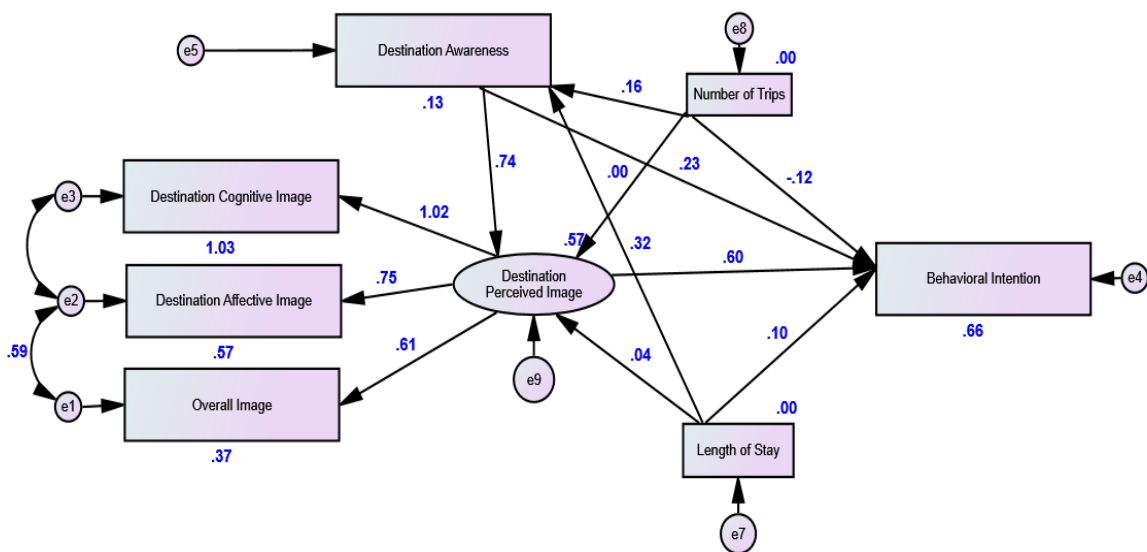 e8
e5
Destination Awareness
.00
.16
Number of Trips
.13
.74
.00
.23
-.12
e3
Destination Cognitive Image
1.02
1.03
.57
.32
.60
Destination
Perceived Image
Behavioral Intention
e4
e2
Destination Affective Image
.75
.66
.59
.57
.61
.04
.10
e9
e1
Overall Image
.00
.37
Length of Stay
e7